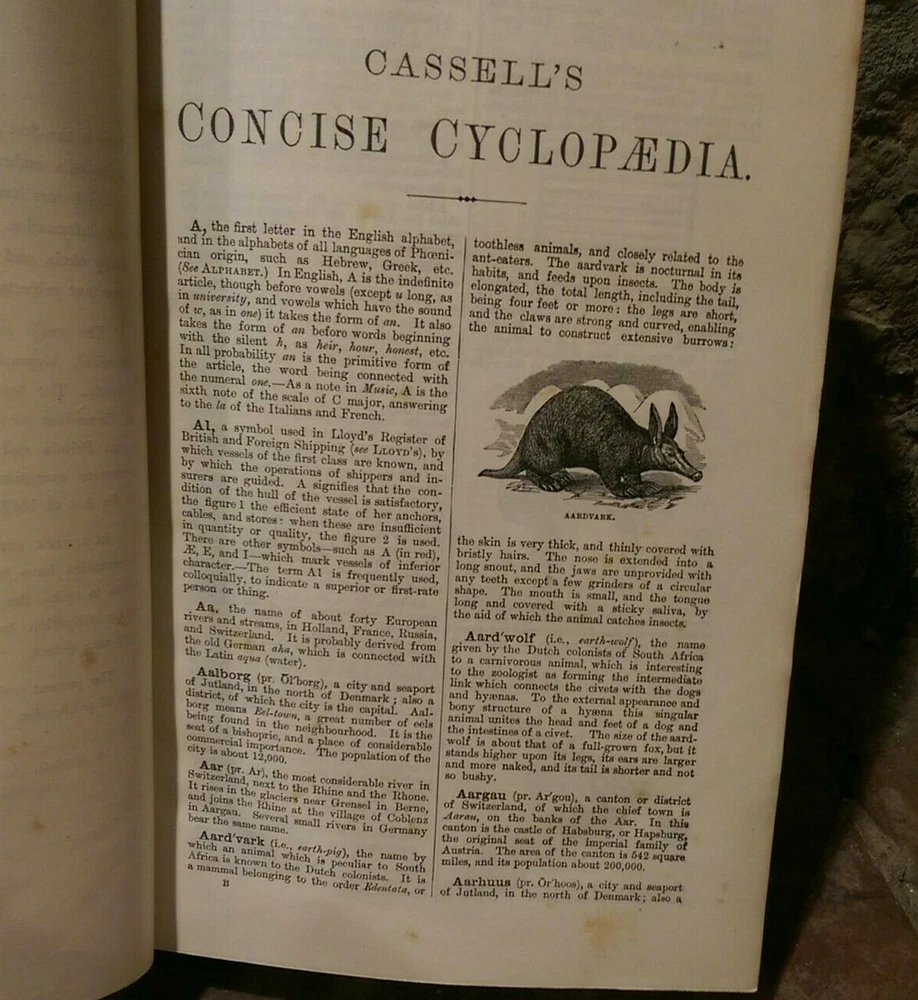 CASSELL'S
CONCISE CYCLOPÆDIA.
A, the first letter in the English alphabet,
and in the alphabets of all languages of Phœni-
cian origin, such as Hebrew, Greek, etc.
(See ALPHABET.) In English, A is the indefinite
article, though before vowels (except u long, as
in university, and vowels which have the sound
of w, as in one) it takes the form of an. It also
takes the form of an before words beginning
with the silent h, as heir, hour, honest, etc.
In all probability an is the primitive form of
the article, the word being connected with
the numeral one.—As a note in Music, A is the
sixth note of the scale of C major, answering
to the la of the Italians and French.
A1, a symbol used in Lloyd's Register of
British and Foreign Shipping (see LLOYD'S), by
which vessels of the first class are known, and
by which the operations of shippers and in-
surers are guided. A signifies that the con-
dition of the hull of the vessel is satisfactory,
the figure 1 the efficient state of her anchors,
cables, and stores: when these are insufficient
in quantity or quality, the figure 2 is used.
There are other symbols—such as A (in red),
Æ, E, and I—which mark vessels of inferior
character.—The term A1 is frequently used,
colloquially, to indicate a superior or first-rate
person or thing.
Aa, the name of about forty European
rivers and streams, in Holland, France, Russia,
and Switzerland. It is probably derived from
the old German aha, which is connected with
the Latin aqua (water).
Aalborg (pr. Ōl'borg), a city and seaport
of Jutland, in the north of Denmark; also a
district, of which the city is the capital. Aal-
borg means Eel-town, a great number of eels
being found in the neighbourhood. It is the
seat of a bishopric, and a place of considerable
commercial importance. The population of the
city is about 12,000.
Aar (pr. Ar), the most considerable river in
Switzerland, next to the Rhine and the Rhone.
It rises in the glaciers near Grensel in Berne,
and joins the Rhine at the village of Coblenz
in Aargau. Several small rivers in Germany
bear the same name.
Aard'vark (i.e., earth-pig), the name by
which an animal which is peculiar to South
Africa is known to the Dutch colonists. It is
a mammal belonging to the order Edentata, or
B
toothless animals, and closely related to the
ant-eaters. The aardvark is nocturnal in its
habits, and feeds upon insects. The body is
elongated, the total length, including the tail,
being four feet or more: the legs are short,
and the claws are strong and curved, enabling
the animal to construct extensive burrows:
AARDVARK.
the skin is very thick, and thinly covered with
bristly hairs. The nose is extended into a
long snout, and the jaws are unprovided with
any teeth except a few grinders of a circular
shape. The mouth is small, and the tongue
long and covered with a sticky saliva, by
the aid of which the animal catches insects.
Aard'wolf (i.e., earth-wolf), the name
given by the Dutch colonists of South Africa
to a carnivorous animal, which is interesting
to the zoologist as forming the intermediate
link which connects the civets with the dogs
and hyænas. To the external appearance and
bony structure of a hyæna this singular
animal unites the head and feet of a dog and
the intestines of a civet. The size of the aard-
wolf is about that of a full-grown fox, but it
stands higher upon its legs, its ears are larger
and more naked, and its tail is shorter and not
so bushy.
Aargau (pr. Ar'gou), a canton or district
of Switzerland, of which the chief town is
Aarau, on the banks of the Aar. In this
canton is the castle of Habsburg, or Hapsburg,
the original seat of the imperial family of
Austria. The area of the canton is 542 square
miles, and its population about 200,000.
Aarhuus (pr. Ōr'hoos), a city and seaport
of Jutland, in the north of Denmark; also a